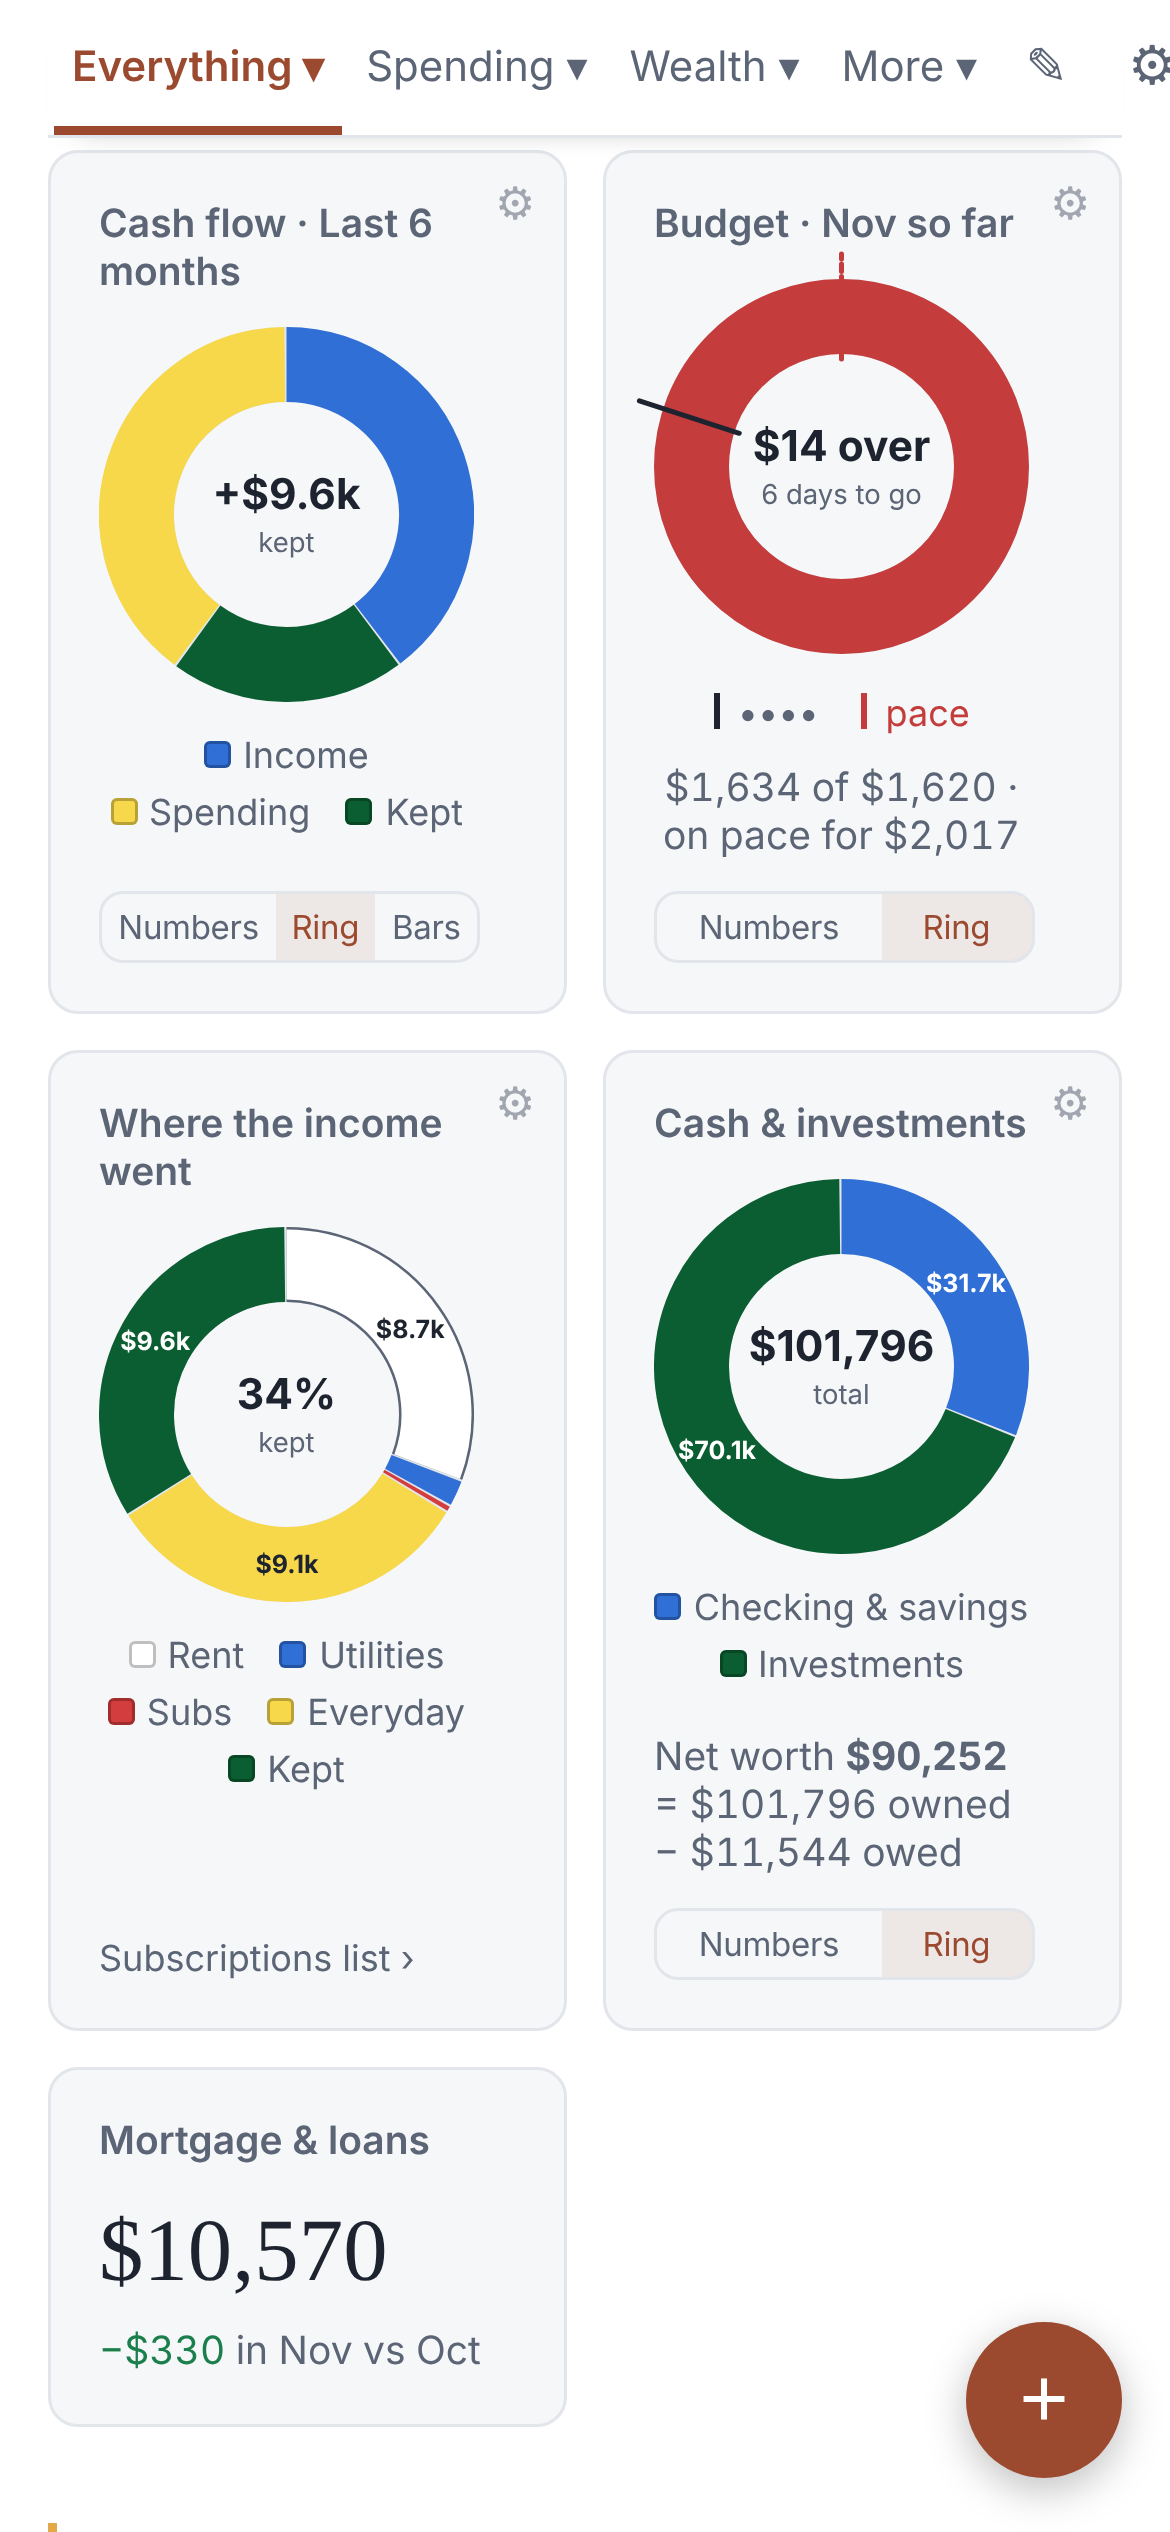 Everything ▾ Spending ▾ Wealth ▾ More ▾ ✎ ⚙
Cash flow · Last 6
months
+$9.6k
kept
Income
Spending Kept
Numbers Ring Bars
Budget · Nov so far
$14 over
6 days to go
pace
$1,634 of $1,620 ·
on pace for $2,017
Numbers Ring
Where the income
went
$8.7k
$9.6k
34%
kept
$9.1k
Rent Utilities
Subs Everyday
Kept
Subscriptions list ›
Cash & investments
$31.7k
$101,796
total
$70.1k
Checking & savings
Investments
Net worth $90,252
= $101,796 owned
− $11,544 owed
Numbers Ring
Mortgage & loans
$10,570
−$330 in Nov vs Oct
+